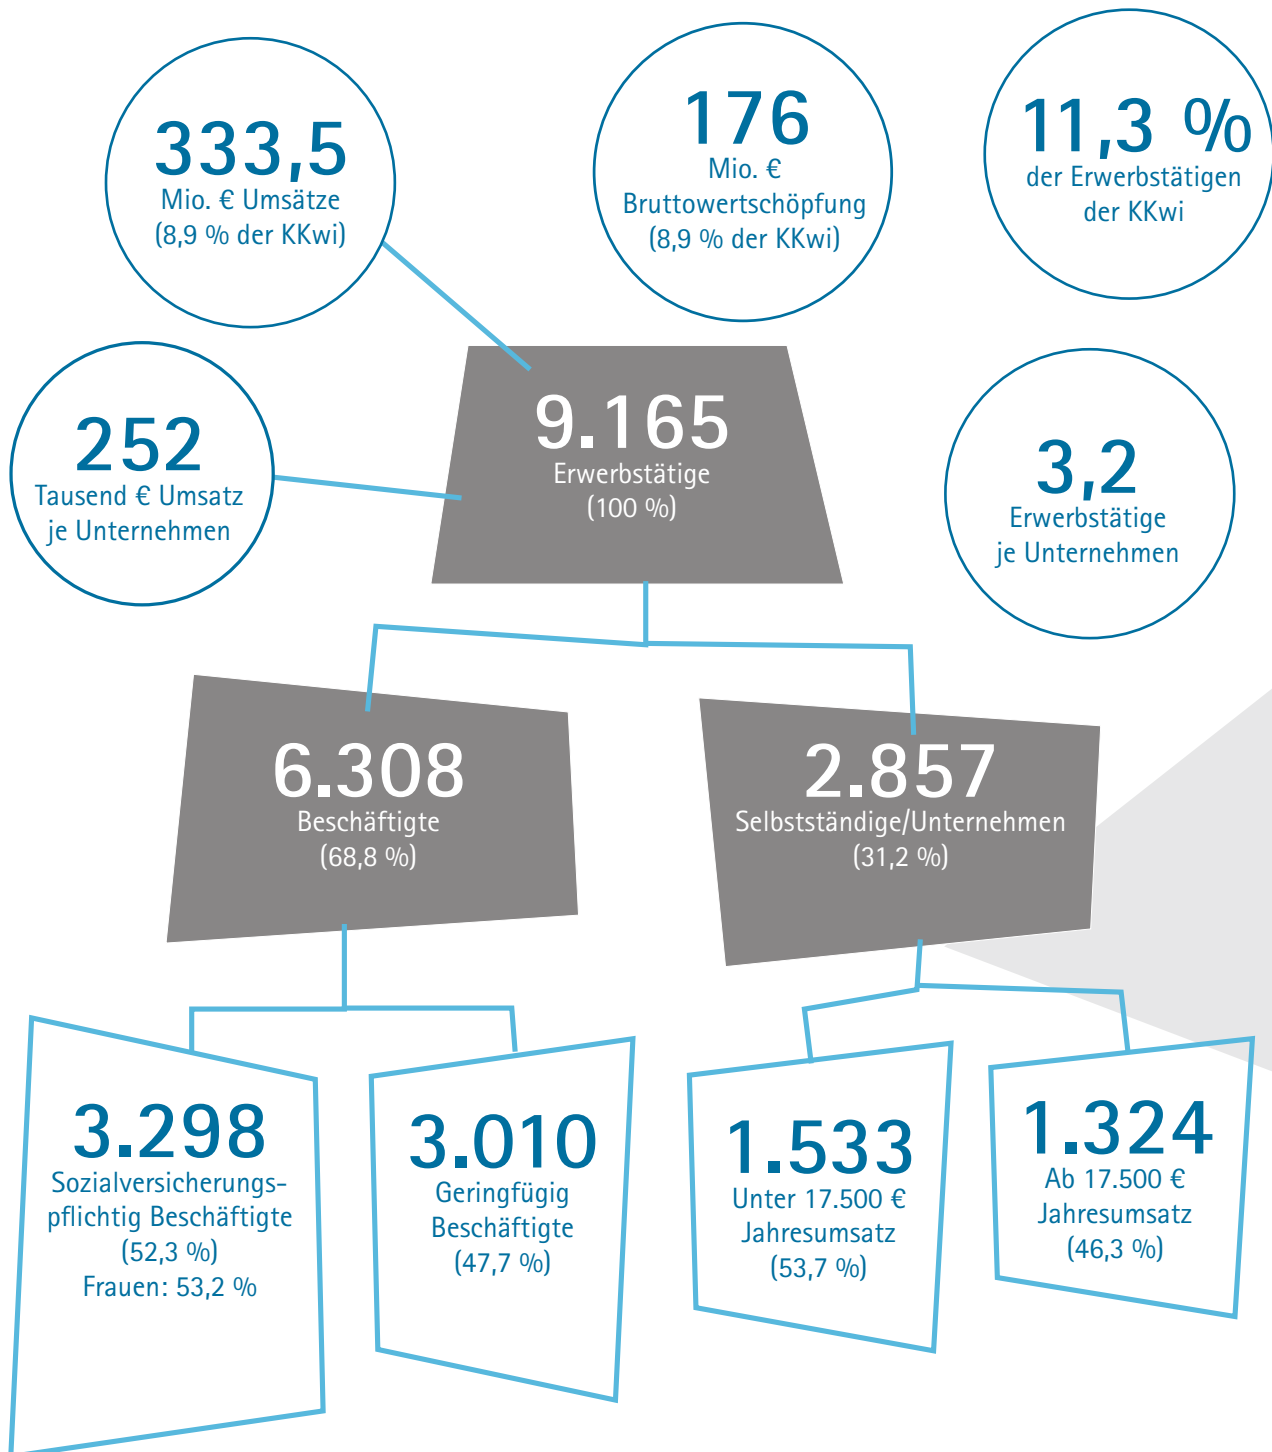 333,5
Mio. € Umsätze
(8,9 % der KKwi)
176
Mio. €
Bruttowertschöpfung
(8,9 % der KKwi)
11,3 %
der Erwerbstätigen
der KKwi
252
Tausend € Umsatz
je Unternehmen
9.165
Erwerbstätige
(100 %)
3,2
Erwerbstätige
je Unternehmen
6.308
Beschäftigte
(68,8 %)
2.857
Selbstständige/Unternehmen
(31,2 %)
3.298
Sozialversicherungs-
pflichtig Beschäftigte
(52,3 %)
Frauen: 53,2 %
3.010
Geringfügig
Beschäftigte
(47,7 %)
1.533
Unter 17.500 €
Jahresumsatz
(53,7 %)
1.324
Ab 17.500 €
Jahresumsatz
(46,3 %)